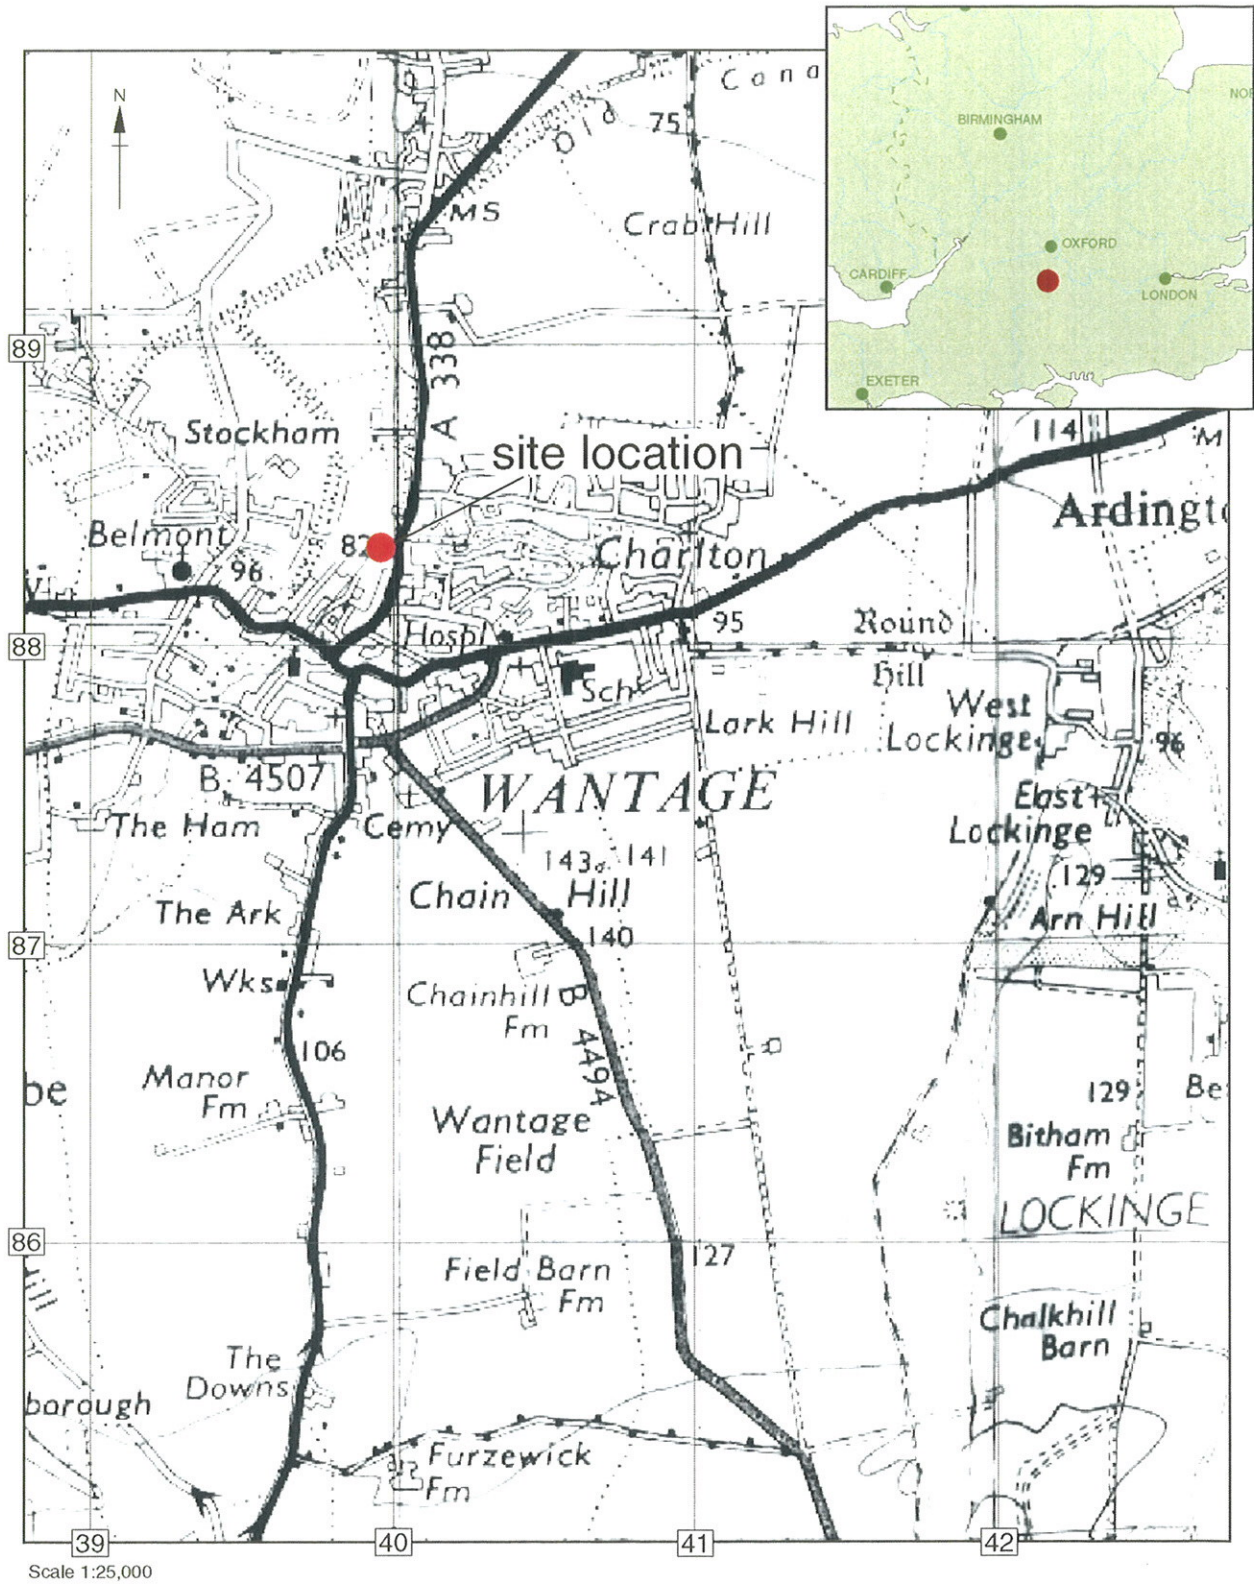 N
Cana
Old
75
NOR
BIRMINGHAM
OXFORD
CARDIFF
LONDON
EXETER
MS
Crab Hill
89
A 338
Stockham
site location
114
M
Ardingto
Belmont
82
96
Charlton
y
Hospl
95
Round
Hill
88
Sch
Lark Hill
West
Lockinge
96
B 4507
WANTAGE
East
Lockinge
The Ham
Cemy
143
141
129
Chain Hill
The Ark
Arn Hill
140
87
Wks
Chainhill
Fm
B 4494
106
be
Manor
Fm
129
Be
Wantage
Field
Bitham
Fm
LOCKINGE
86
127
Field Barn
Fm
Chalkhill
Barn
The
Downs
borough
Furzewick
Fm
39
40
41
42
Scale 1:25,000